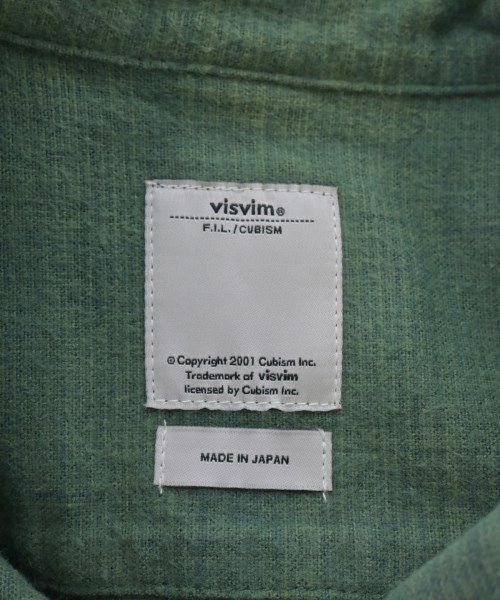 visvim®
F.I.L./CUBISM
© Copyright 2001 Cubism Inc.
Trademark of visvim
licensed by Cubism Inc.
MADE IN JAPAN